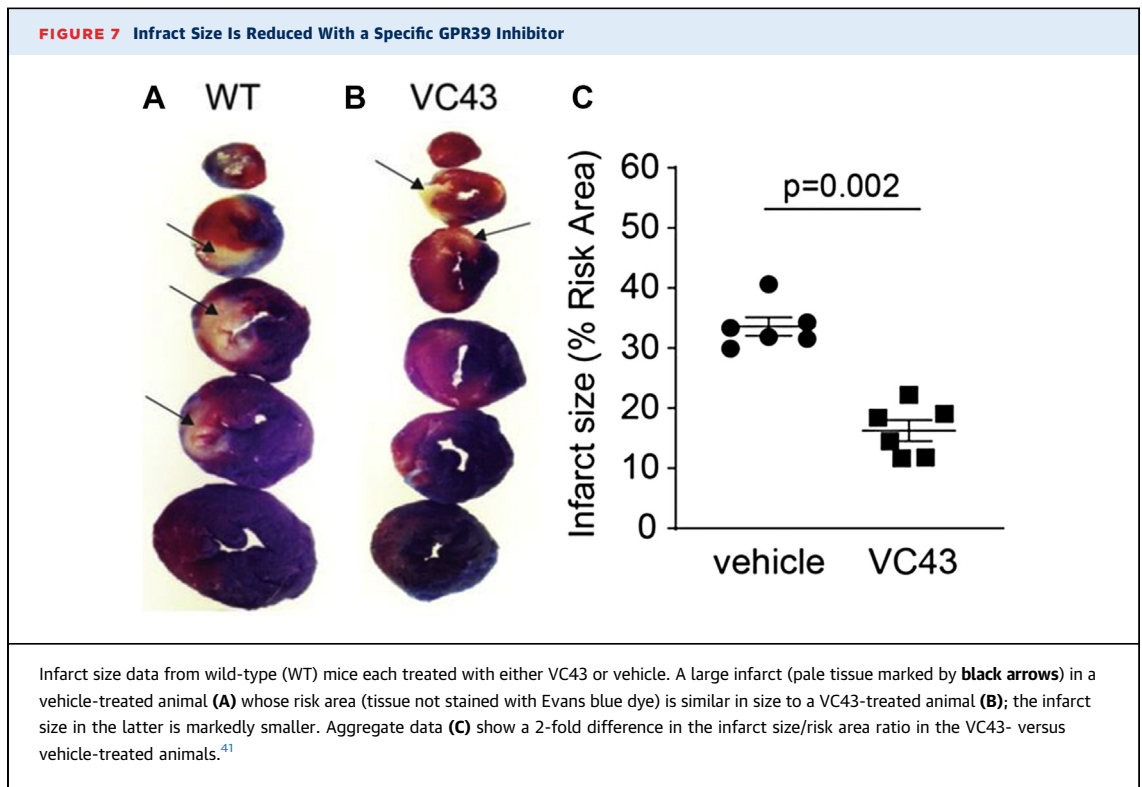 FIGURE 7 Infract Size Is Reduced With a Specific GPR39 Inhibitor
A WT
B VC43
C
Infarct size (% Risk Area)
60
50
40
30
20
10
0
p=0.002
vehicle VC43
Infarct size data from wild-type (WT) mice each treated with either VC43 or vehicle. A large infarct (pale tissue marked by black arrows) in a
vehicle-treated animal (A) whose risk area (tissue not stained with Evans blue dye) is similar in size to a VC43-treated animal (B); the infarct
size in the latter is markedly smaller. Aggregate data (C) show a 2-fold difference in the infarct size/risk area ratio in the VC43- versus
vehicle-treated animals.41